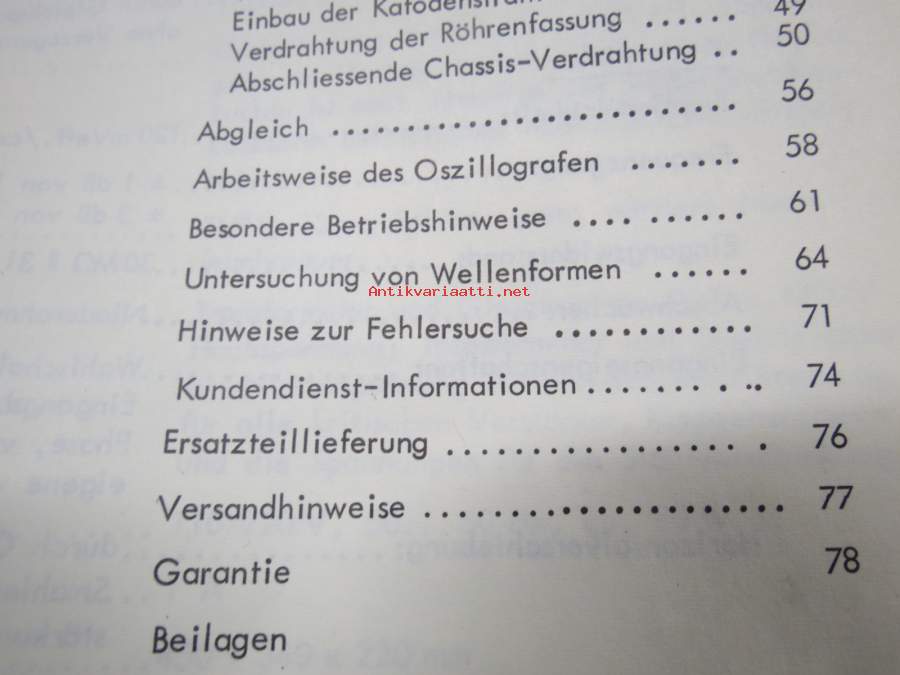 Einbau der 49
Verdrahtung der Röhrenfassung ...... 50
Abschliessende Chassis-Verdrahtung ..
Abgleich ........................... 56
Arbeitsweise des Oszillografen ....... 58
Besondere Betriebshinweise ......... 61
Untersuchung von Wellenformen ...... 64
Antikvariaatti.net
Hinweise zur Fehlersuche ............ 71
Kundendienst-Informationen .......... 74
Ersatzteillieferung ................. 76
Versandhinweise ..................... 77
Garantie 78
Beilagen